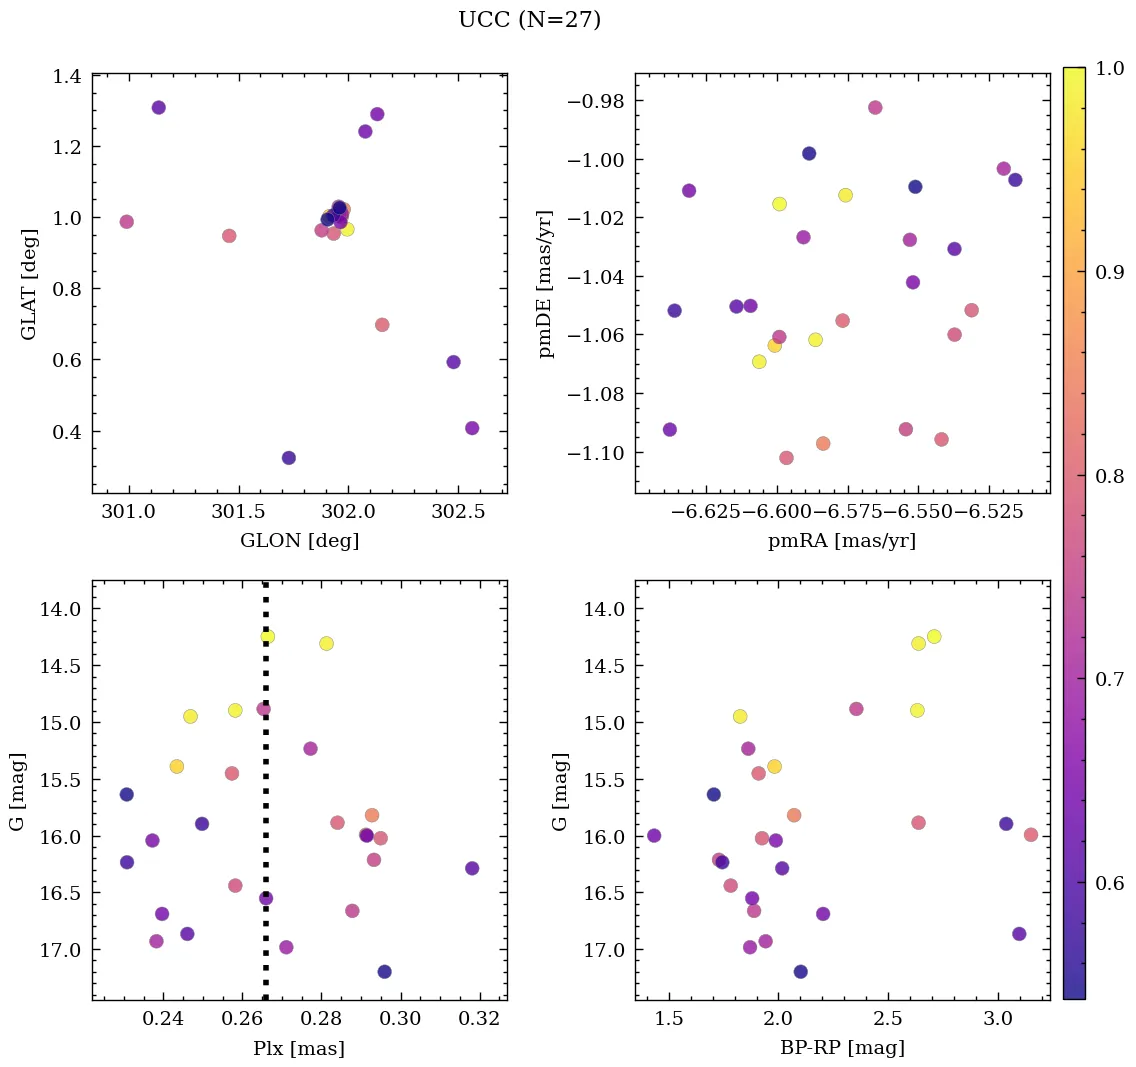 UCC (N=27)
1.4
1.2
1.0
0.8
0.6
0.4
GLAT [deg]
301.0 301.5 302.0 302.5
GLON [deg]
−0.98
−1.00
−1.02
−1.04
−1.06
−1.08
−1.10
pmDE [mas/yr]
−6.625 −6.600 −6.575 −6.550 −6.525
pmRA [mas/yr]
14.0
14.5
15.0
15.5
16.0
16.5
17.0
G [mag]
0.24 0.26 0.28 0.30 0.32
Plx [mas]
14.0
14.5
15.0
15.5
16.0
16.5
17.0
G [mag]
1.5 2.0 2.5 3.0
BP-RP [mag]
1.0
0.9
0.8
0.7
0.6